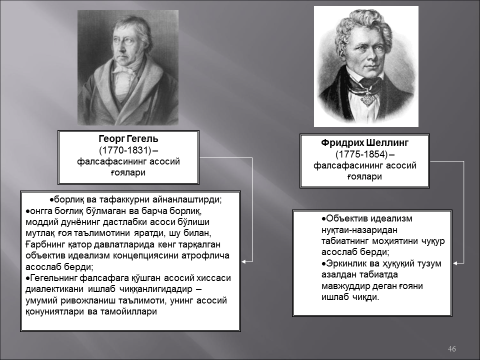 Георг Гегель
(1770-1831) –
фалсафасининг асосий
ғоялари
•борлиқ ва тафаккурни айнанлаштирди;
•онгга боғлиқ бўлмаган ва барча борлиқ,
моддий дунёнинг дастлабки асоси бўлиши
мутлақ ғоя таълимотини яратди, шу билан,
Ғарбнинг қатор давлатларида кенг тарқалган
объектив идеализм концепциясини атрофлича
асослаб берди;
•Гегельнинг фалсафага қўшган асосий хиссаси
диалектикани ишлаб чиққанлигидадир –
умумий ривожланиш таълимоти, унинг асосий
қонуниятлари ва тамойиллари
Фридрих Шеллинг
(1775-1854) –
фалсафасининг асосий
ғоялари
•Объектив идеализм
нуқтаи-назаридан
табиатнинг моҳиятини чуқур
асослаб берди;
•Эркинлик ва ҳуқуқий тузум
азалдан табиатда
мавжуддир деган ғояни
ишлаб чиқди.
46